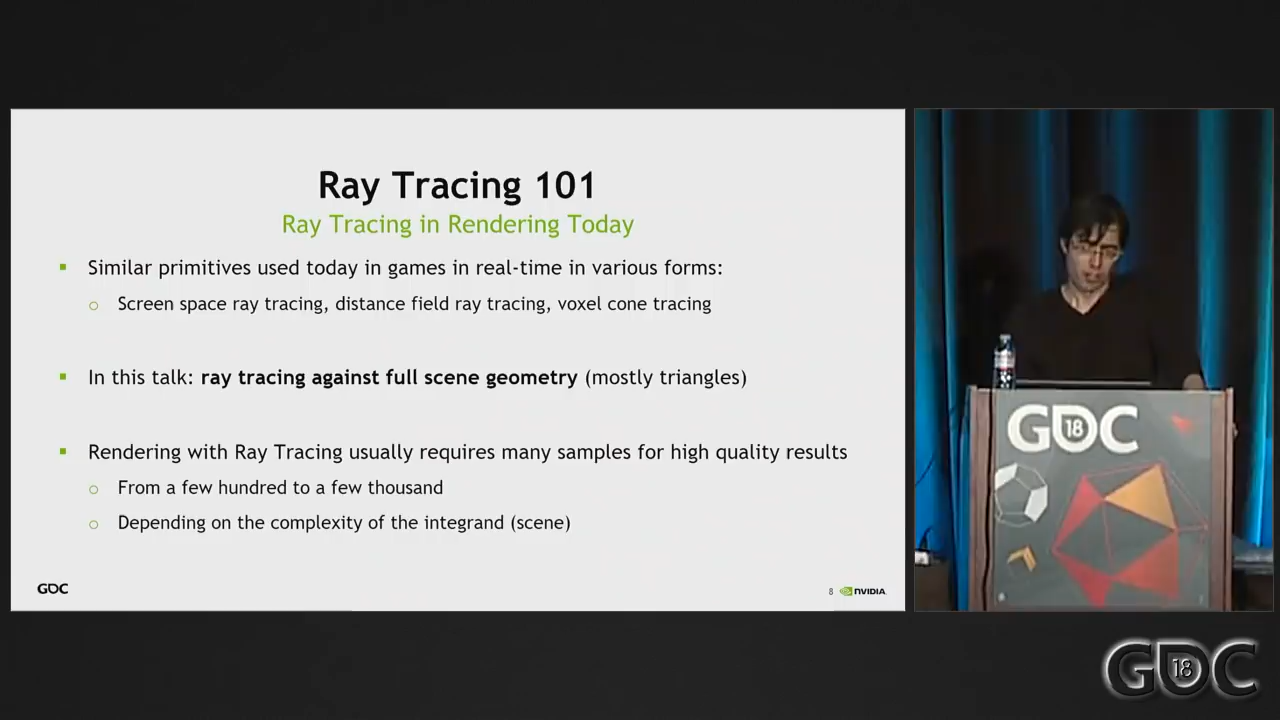 Ray Tracing 101
Ray Tracing in Rendering Today
Similar primitives used today in games in real-time in various forms:
Screen space ray tracing, distance field ray tracing, voxel cone tracing
In this talk: ray tracing against full scene geometry (mostly triangles)
Rendering with Ray Tracing usually requires many samples for high quality results
From a few hundred to a few thousand
Depending on the complexity of the integrand (scene)
GDC
8 NVIDIA
GDC 18
GDC 18